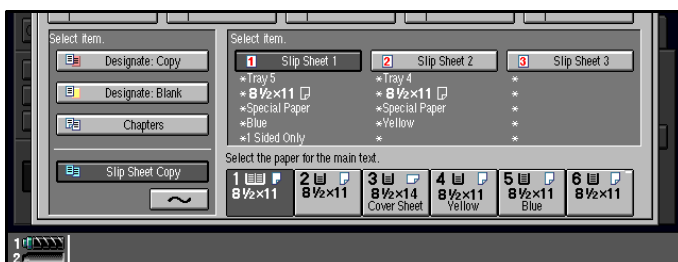 Select item.
Designate: Copy
Designate: Blank
Chapters
Slip Sheet Copy
Select item.
1 Slip Sheet 1
2 Slip Sheet 2
3 Slip Sheet 3
*Tray 5
*8½×11
*Special Paper
*Blue
*1 Sided Only
*Tray 4
*8½×11
*Special Paper
*Yellow
*
*
*
*
*
*
Select the paper for the main text.
1
8½×11
2
8½×11
3
8½×14
Cover Sheet
4
8½×11
Yellow
5
8½×11
Blue
6
8½×11
1
2